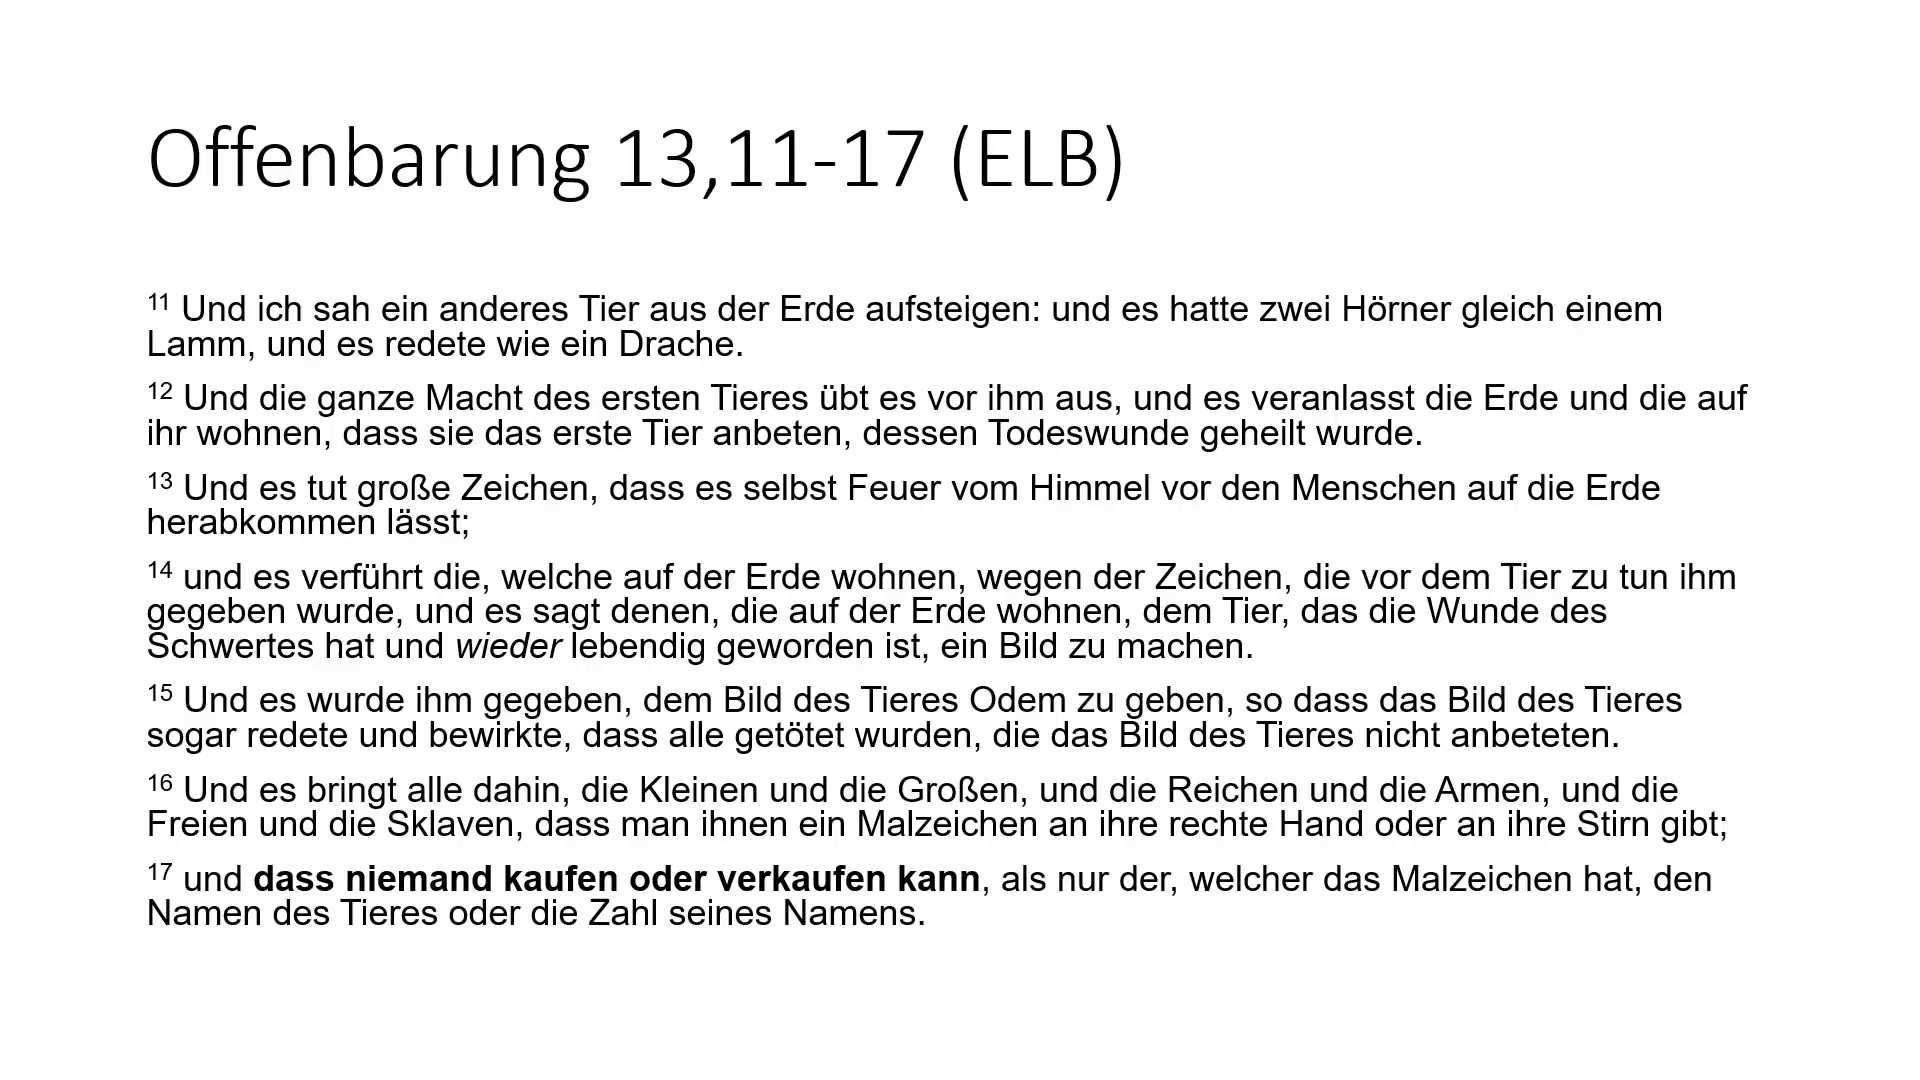 Offenbarung 13,11-17 (ELB)
11 Und ich sah ein anderes Tier aus der Erde aufsteigen: und es hatte zwei Hörner gleich einem
Lamm, und es redete wie ein Drache.
12 Und die ganze Macht des ersten Tieres übt es vor ihm aus, und es veranlasst die Erde und die auf
ihr wohnen, dass sie das erste Tier anbeten, dessen Todeswunde geheilt wurde.
13 Und es tut große Zeichen, dass es selbst Feuer vom Himmel vor den Menschen auf die Erde
herabkommen lässt;
14 und es verführt die, welche auf der Erde wohnen, wegen der Zeichen, die vor dem Tier zu tun ihm
gegeben wurde, und es sagt denen, die auf der Erde wohnen, dem Tier, das die Wunde des
Schwertes hat und wieder lebendig geworden ist, ein Bild zu machen.
15 Und es wurde ihm gegeben, dem Bild des Tieres Odem zu geben, so dass das Bild des Tieres
sogar redete und bewirkte, dass alle getötet wurden, die das Bild des Tieres nicht anbeteten.
16 Und es bringt alle dahin, die Kleinen und die Großen, und die Reichen und die Armen, und die
Freien und die Sklaven, dass man ihnen ein Malzeichen an ihre rechte Hand oder an ihre Stirn gibt;
17 und dass niemand kaufen oder verkaufen kann, als nur der, welcher das Malzeichen hat, den
Namen des Tieres oder die Zahl seines Namens.